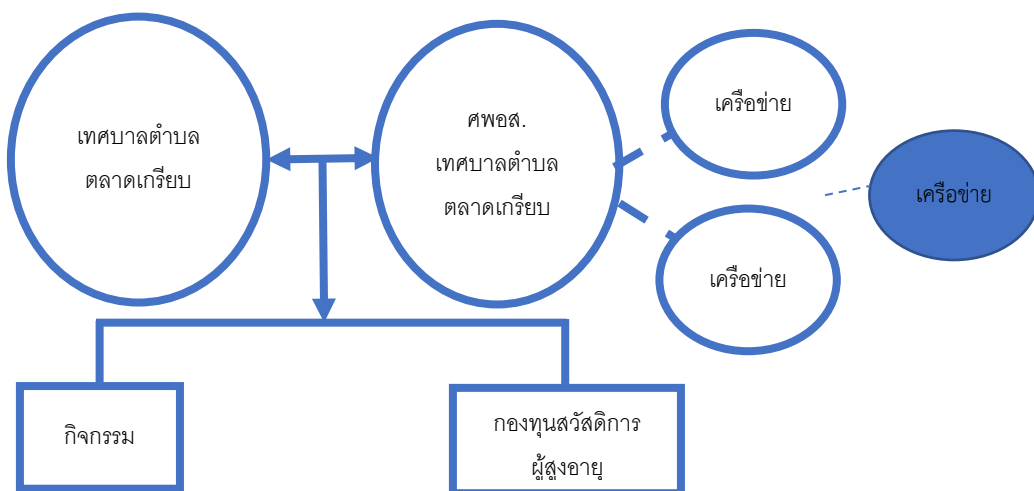 เทศบาลตำบล
ตลาดเกรียบ
ศพอส.
เทศบาลตำบล
ตลาดเกรียบ
เครือข่าย
เครือข่าย
เครือข่าย
กิจกรรม
กองทุนสวัสดิการ
ผู้สูงอายุ